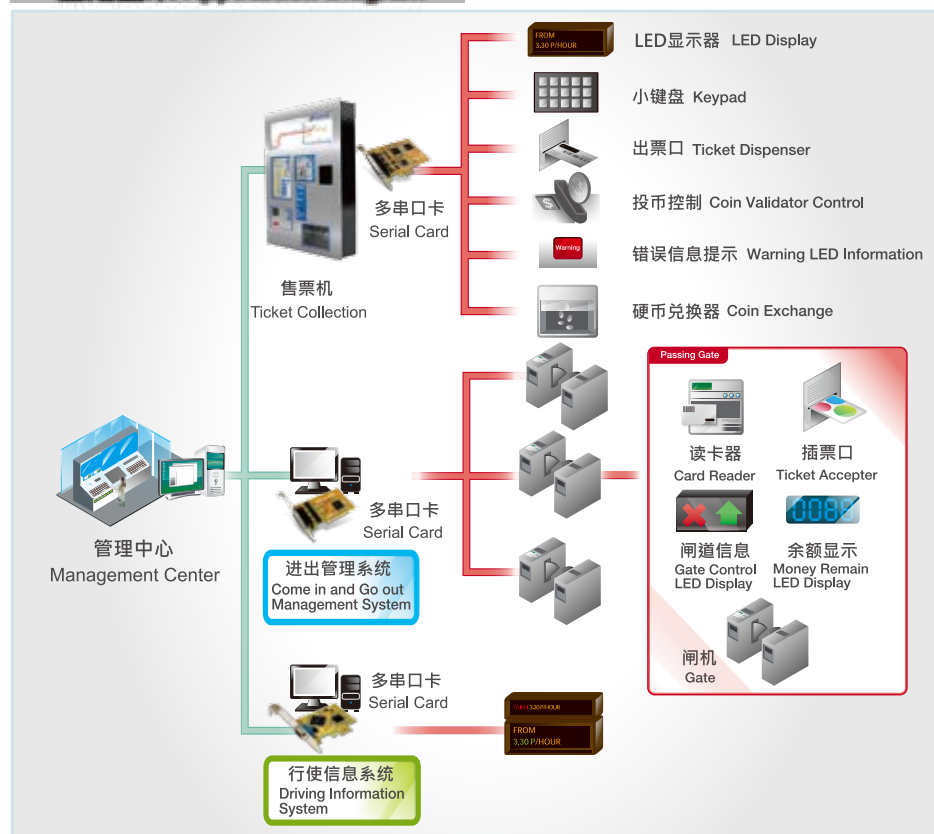 FROM
3.30 P/HOUR
LED显示器 LED Display
小键盘 Keypad
出票口 Ticket Dispenser
多串口卡
Serial Card
投币控制 Coin Validator Control
Warning
错误信息提示 Warning LED Information
售票机
Ticket Collection
硬币兑换器 Coin Exchange
Passing Gate
读卡器
Card Reader
插票口
Ticket Accepter
管理中心
Management Center
多串口卡
Serial Card
进出管理系统
Come in and Go out
Management System
闸道信息
Gate Control
LED Display
余额显示
Money Remain
LED Display
闸机
Gate
多串口卡
Serial Card
3.30 P/HOUR
FROM
3,30 P/HOUR
行使信息系统
Driving Information
System